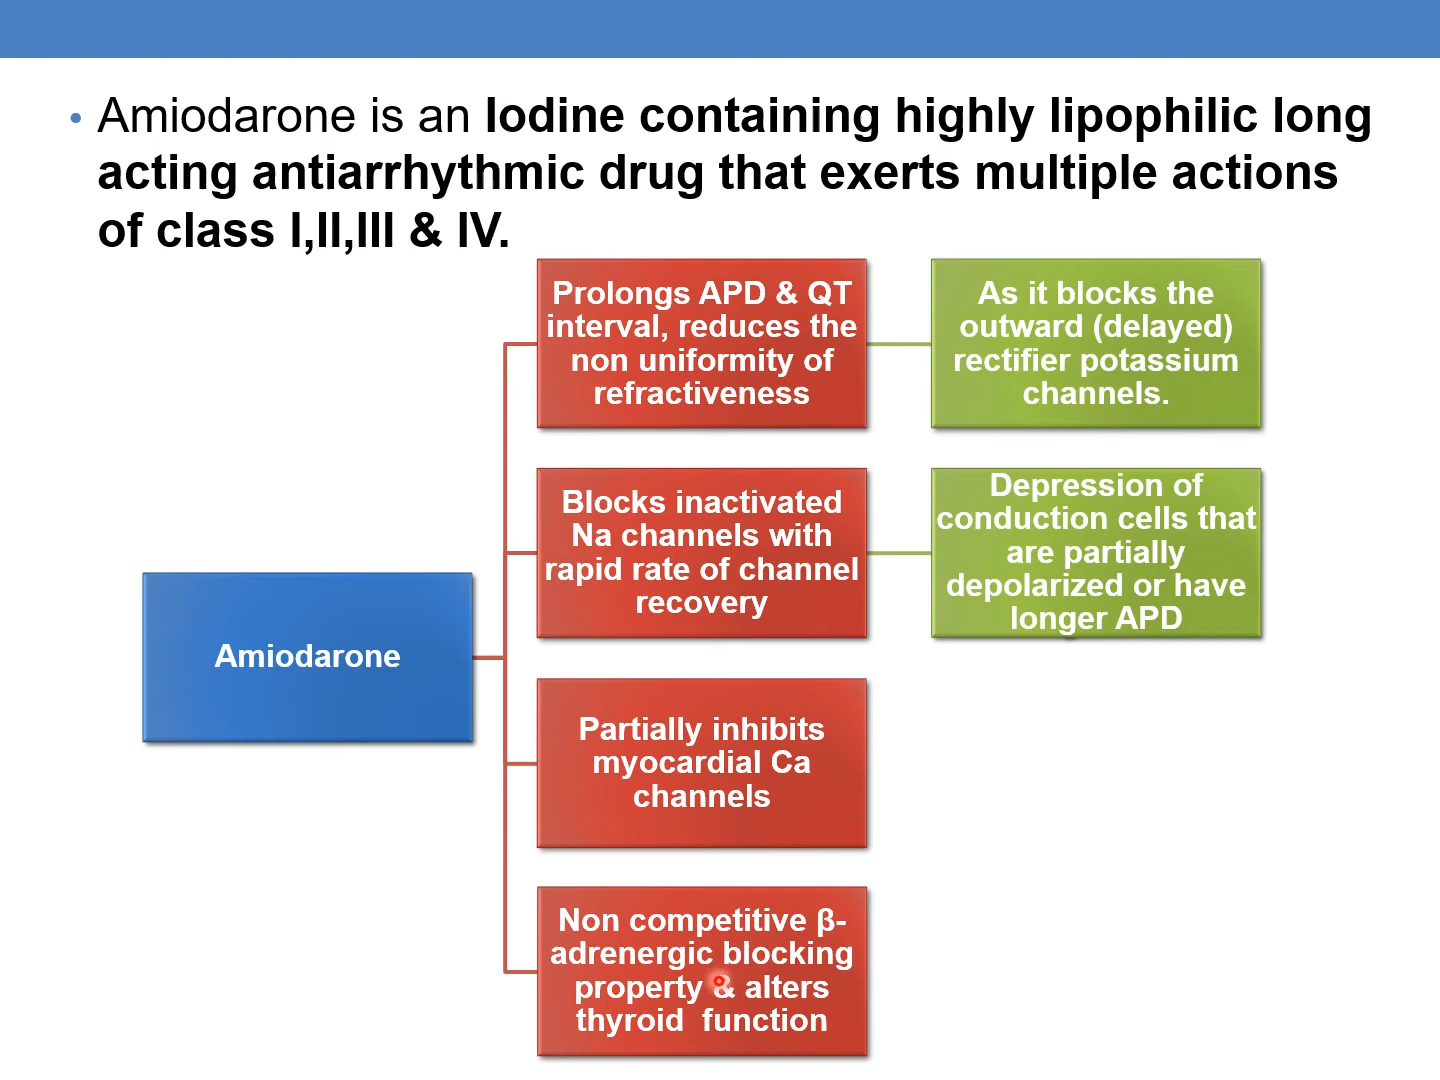 • Amiodarone is an Iodine containing highly lipophilic long
acting antiarrhythmic drug that exerts multiple actions
of class I,II,III & IV.
Prolongs APD & QT
interval, reduces the
non uniformity of
refractiveness
As it blocks the
outward (delayed)
rectifier potassium
channels.
Blocks inactivated
Na channels with
rapid rate of channel
recovery
Depression of
conduction cells that
are partially
depolarized or have
longer APD
Amiodarone
Partially inhibits
myocardial Ca
channels
Non competitive β-
adrenergic blocking
property & alters
thyroid  function